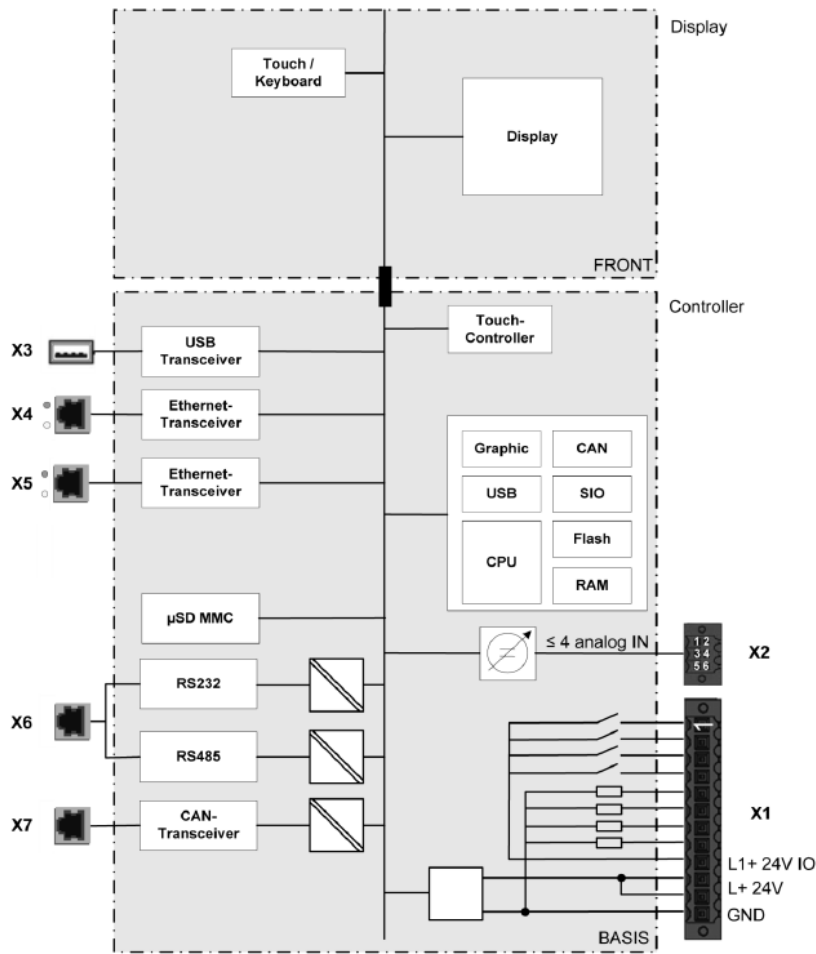 Display
Touch /
Keyboard
Display
FRONT
Controller
Touch-
Controller
X3
USB
Transceiver
X4
Ethernet-
Transceiver
X5
Ethernet-
Transceiver
Graphic
CAN
USB
SIO
CPU
Flash
RAM
µSD MMC
≤ 4 analog IN
1 2
3 4
5 6
X2
RS232
X6
RS485
X7
CAN-
Transceiver
1
X1
L1+ 24V IO
L+ 24V
GND
BASIS